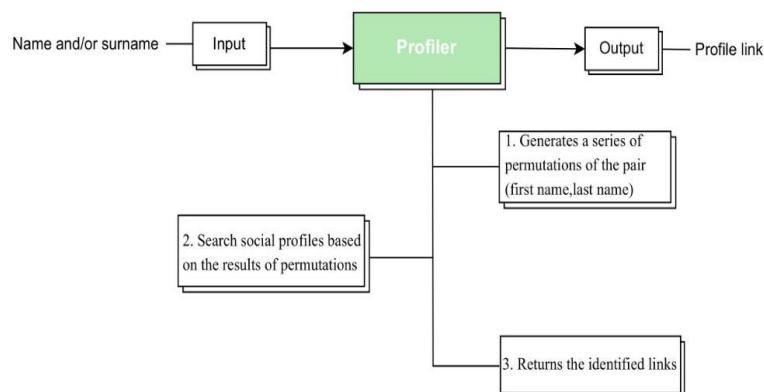 Name and/or surname
Input
Profiler
Output
Profile link
1. Generates a series of
permutations of the pair
(first name,last name)
2. Search social profiles based
on the results of permutations
3. Returns the identified links